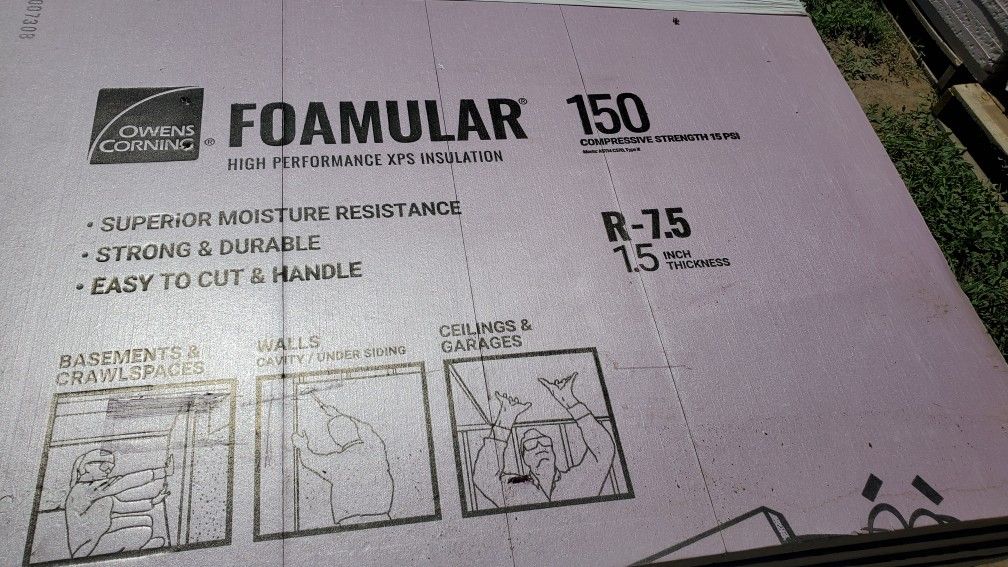 007308
OWENS
CORNING
®
FOAMULAR®
HIGH PERFORMANCE XPS INSULATION
150
COMPRESSIVE STRENGTH 15 PSI
• SUPERIOR MOISTURE RESISTANCE
• STRONG & DURABLE
• EASY TO CUT & HANDLE
R-7.5
1.5 INCH
THICKNESS
BASEMENTS &
CRAWLSPACES
WALLS
CAVITY / UNDER SIDING
CEILINGS &
GARAGES